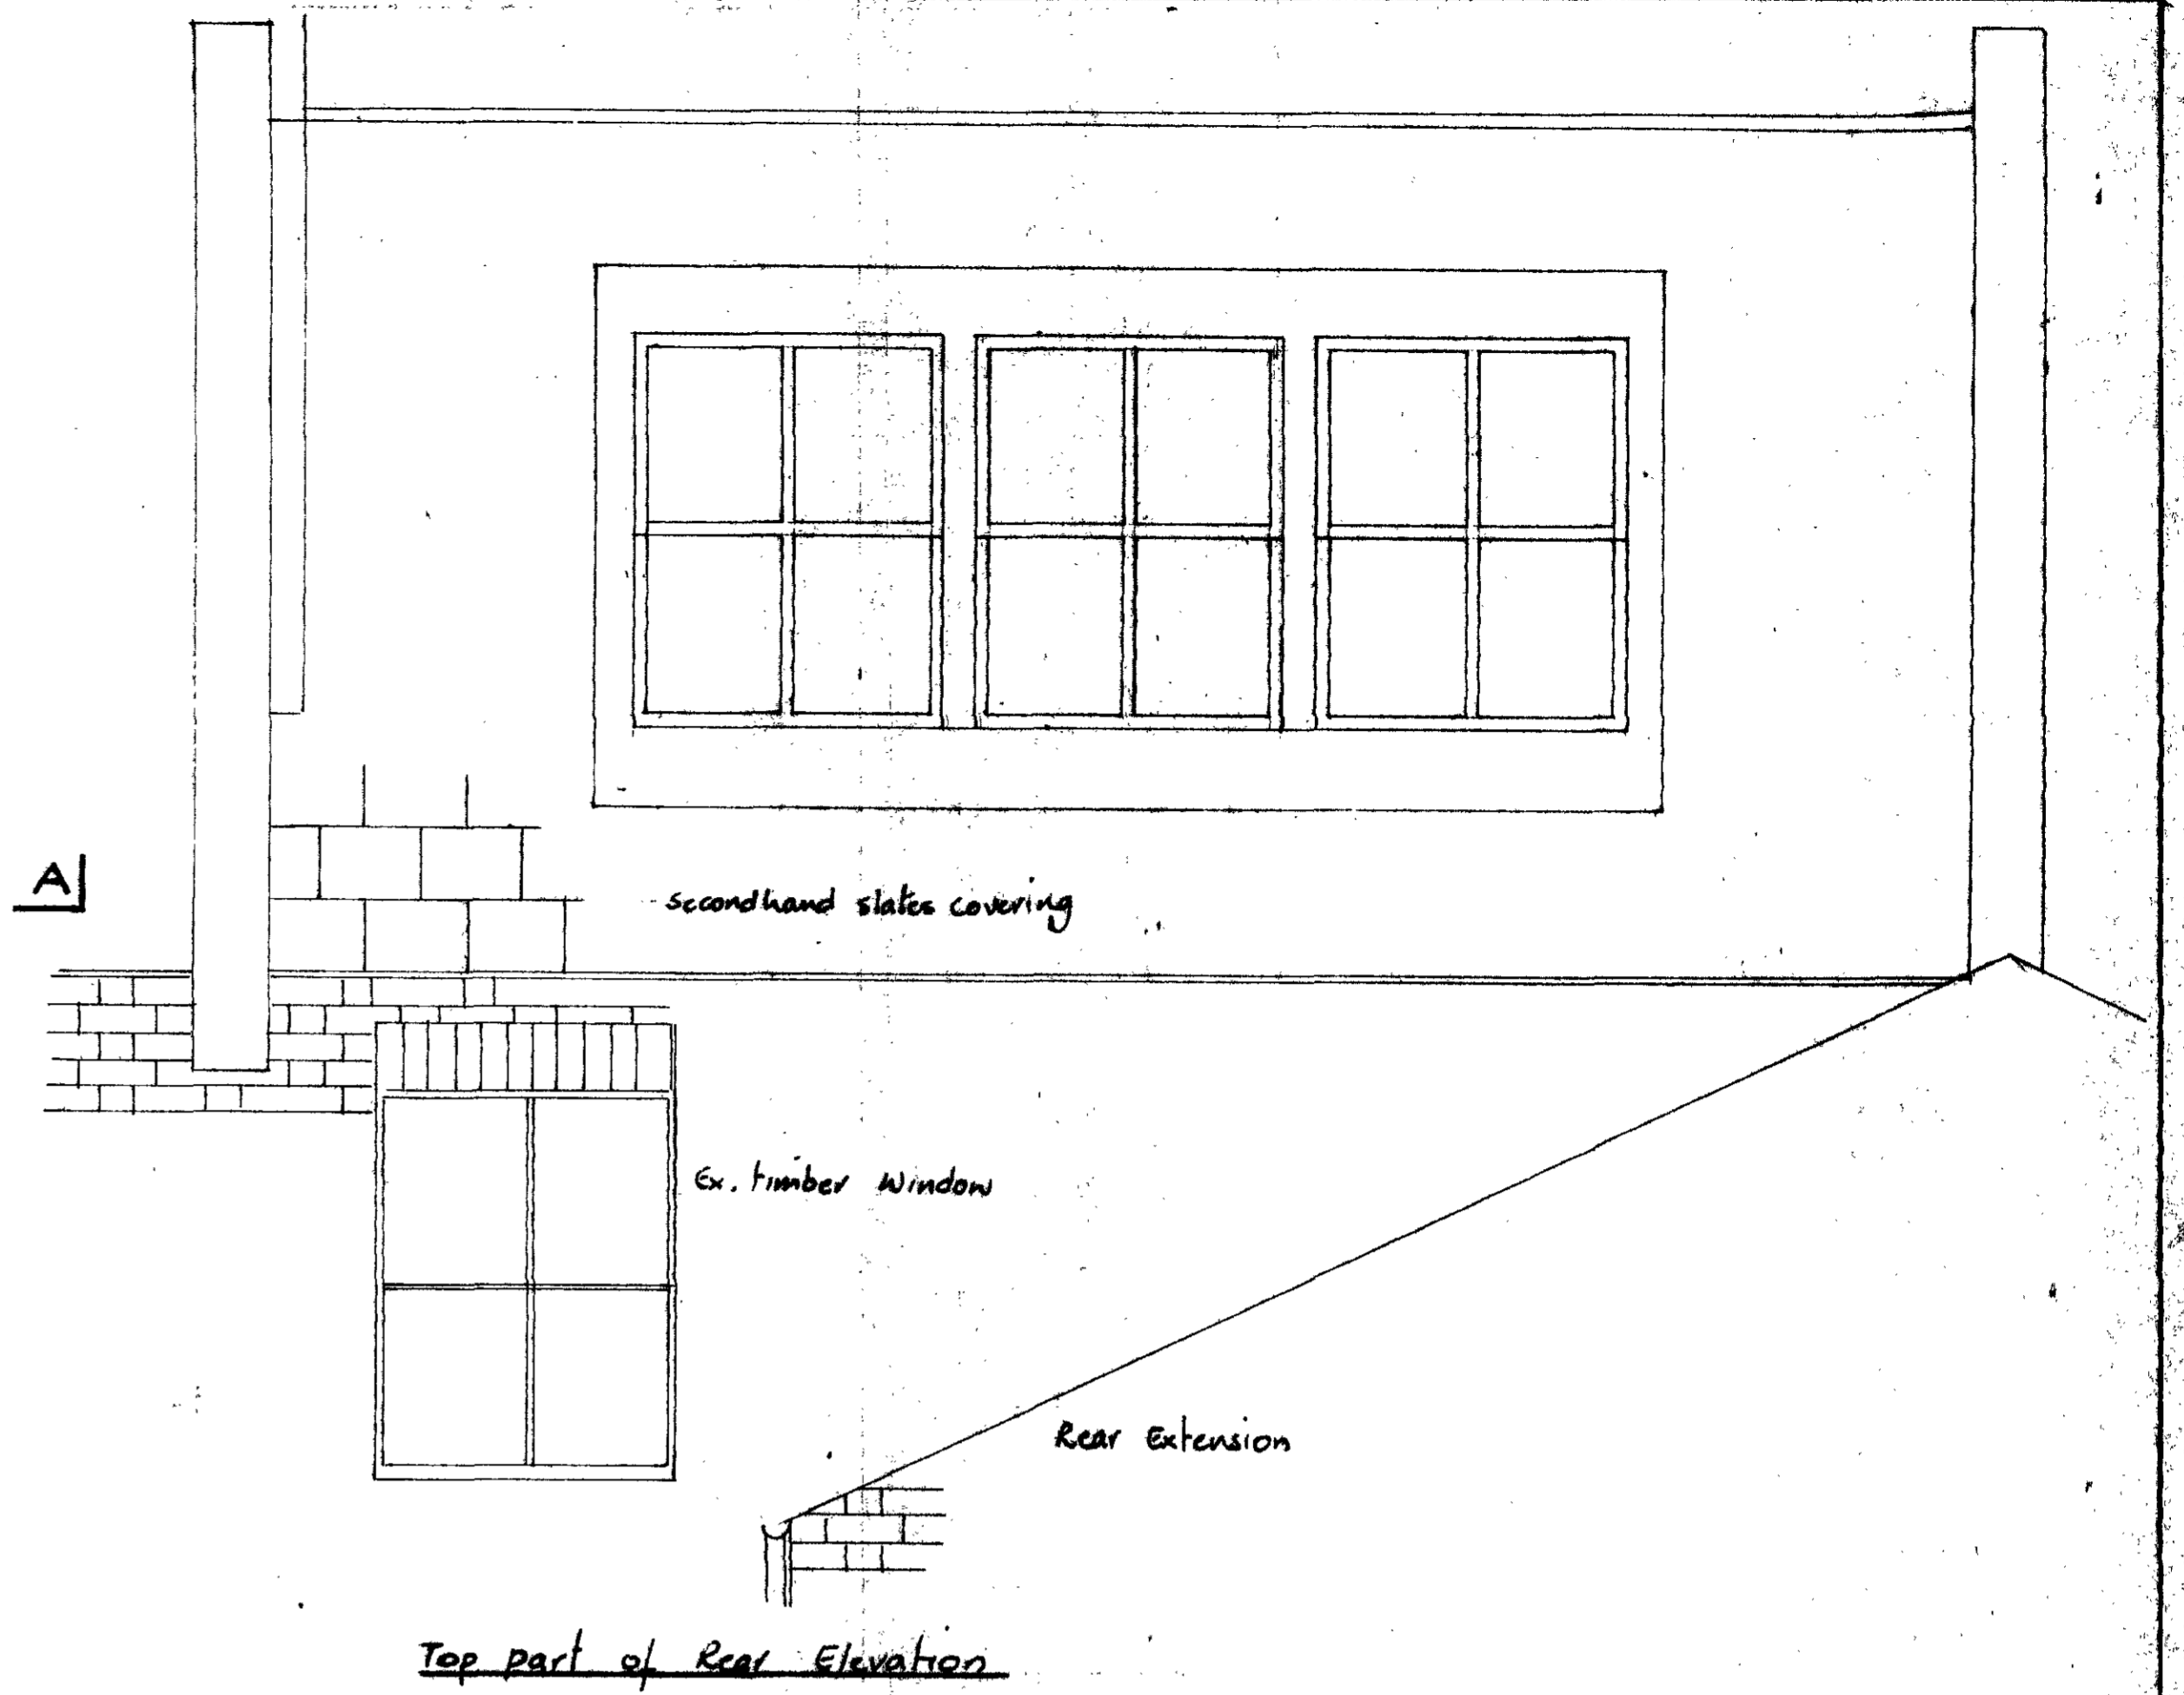 A
Secondhand slates covering
Ex. timber Window
Rear Extension
Top part of Rear Elevation